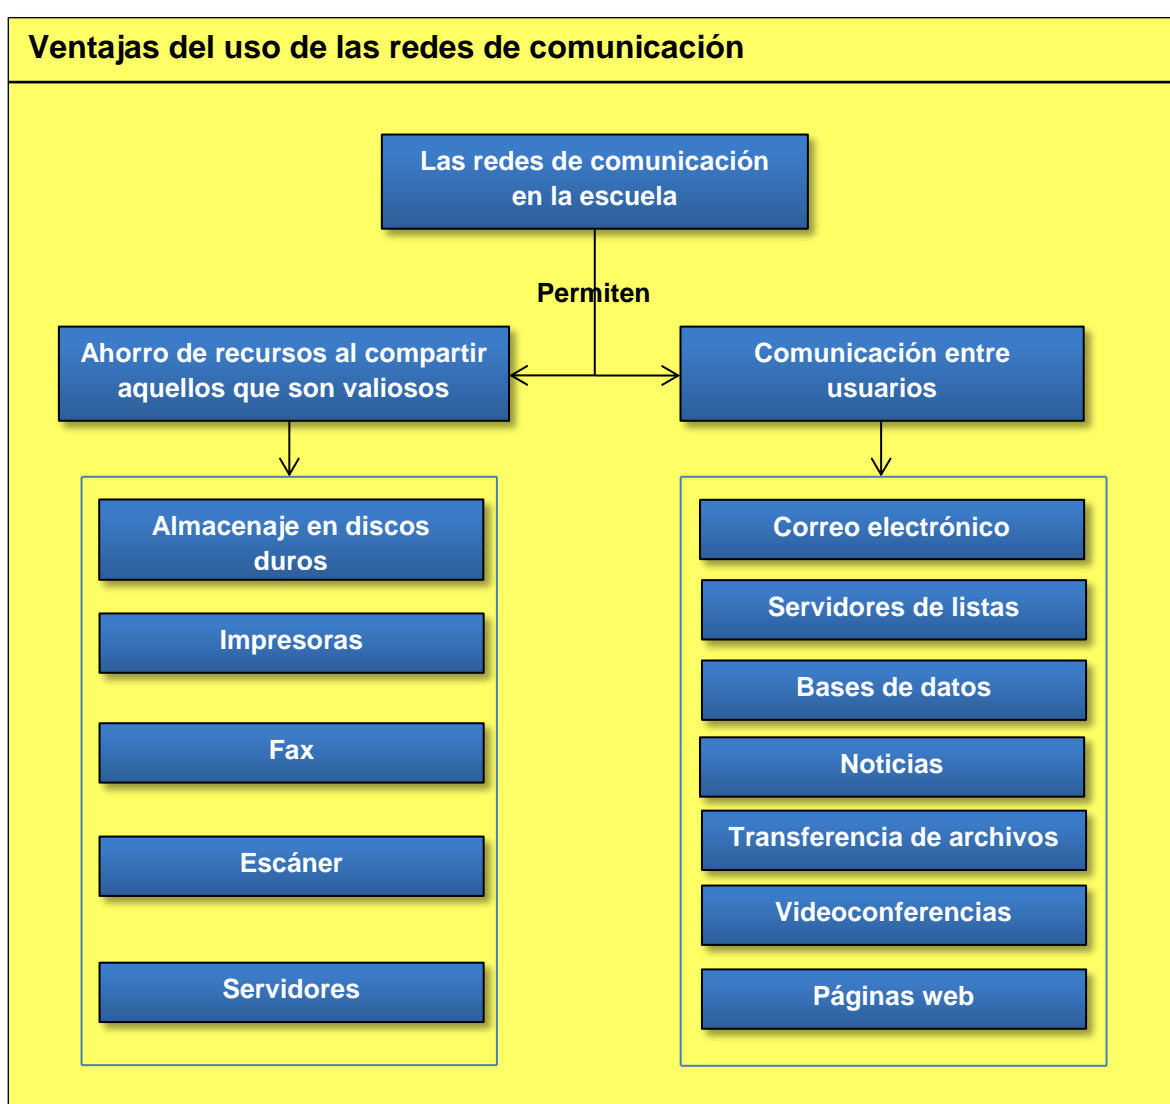 Ventajas del uso de las redes de comunicación
Las redes de comunicación
en la escuela
Permiten
Ahorro de recursos al compartir
aquellos que son valiosos
Almacenaje en discos
duros
Impresoras
Fax
Escáner
Servidores
Comunicación entre
usuarios
Correo electrónico
Servidores de listas
Bases de datos
Noticias
Transferencia de archivos
Videoconferencias
Páginas web